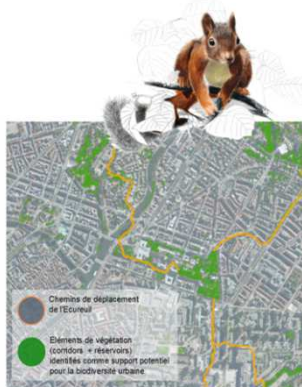 Chemins de déplacement
de l'Ecureuil
Eléments de végétation
(corridors + réservoirs)
identifiés comme support potentiel
pour la biodiversité urbaine